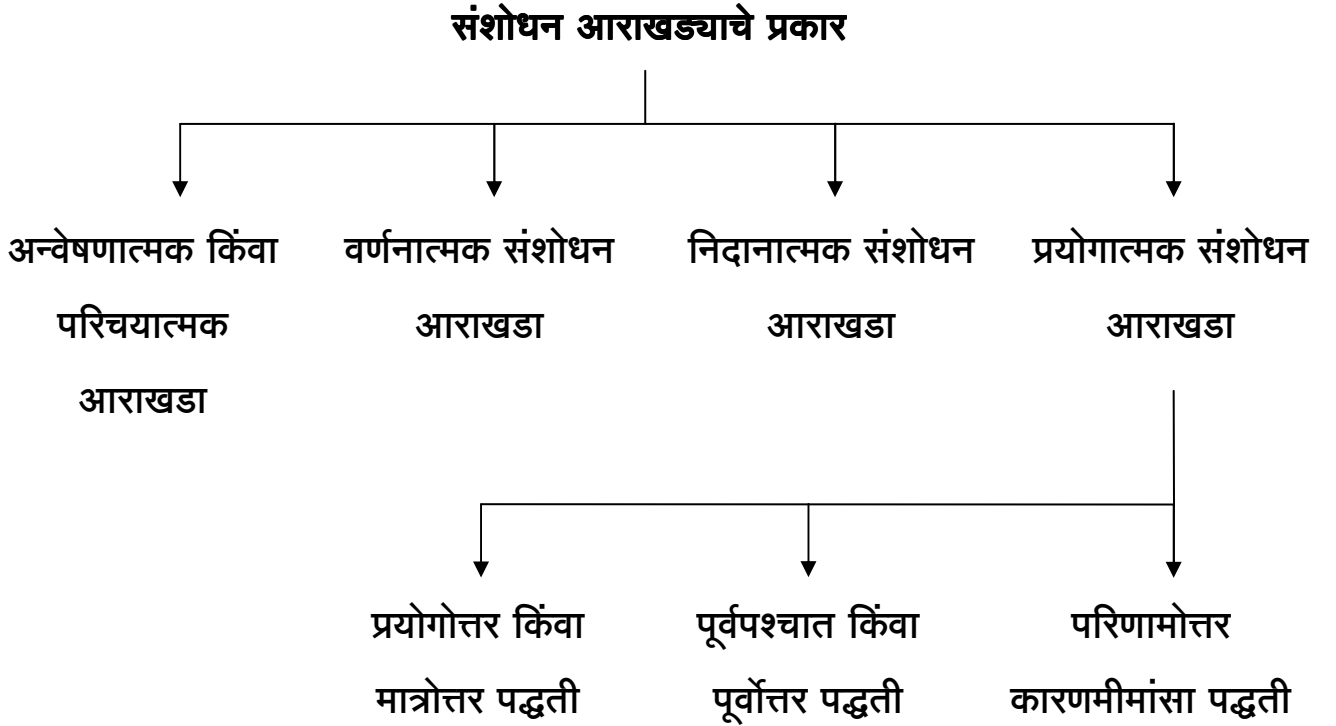 संशोधन आराखड्याचे प्रकार
अन्वेषणात्मक किंवा
परिचयात्मक
आराखडा
वर्णनात्मक संशोधन
आराखडा
निदानात्मक संशोधन
आराखडा
प्रयोगात्मक संशोधन
आराखडा
प्रयोगोत्तर किंवा
मात्रोत्तर पद्धती
पूर्वपश्चात किंवा
पूर्वोत्तर पद्धती
परिणामोत्तर
कारणमीमांसा पद्धती